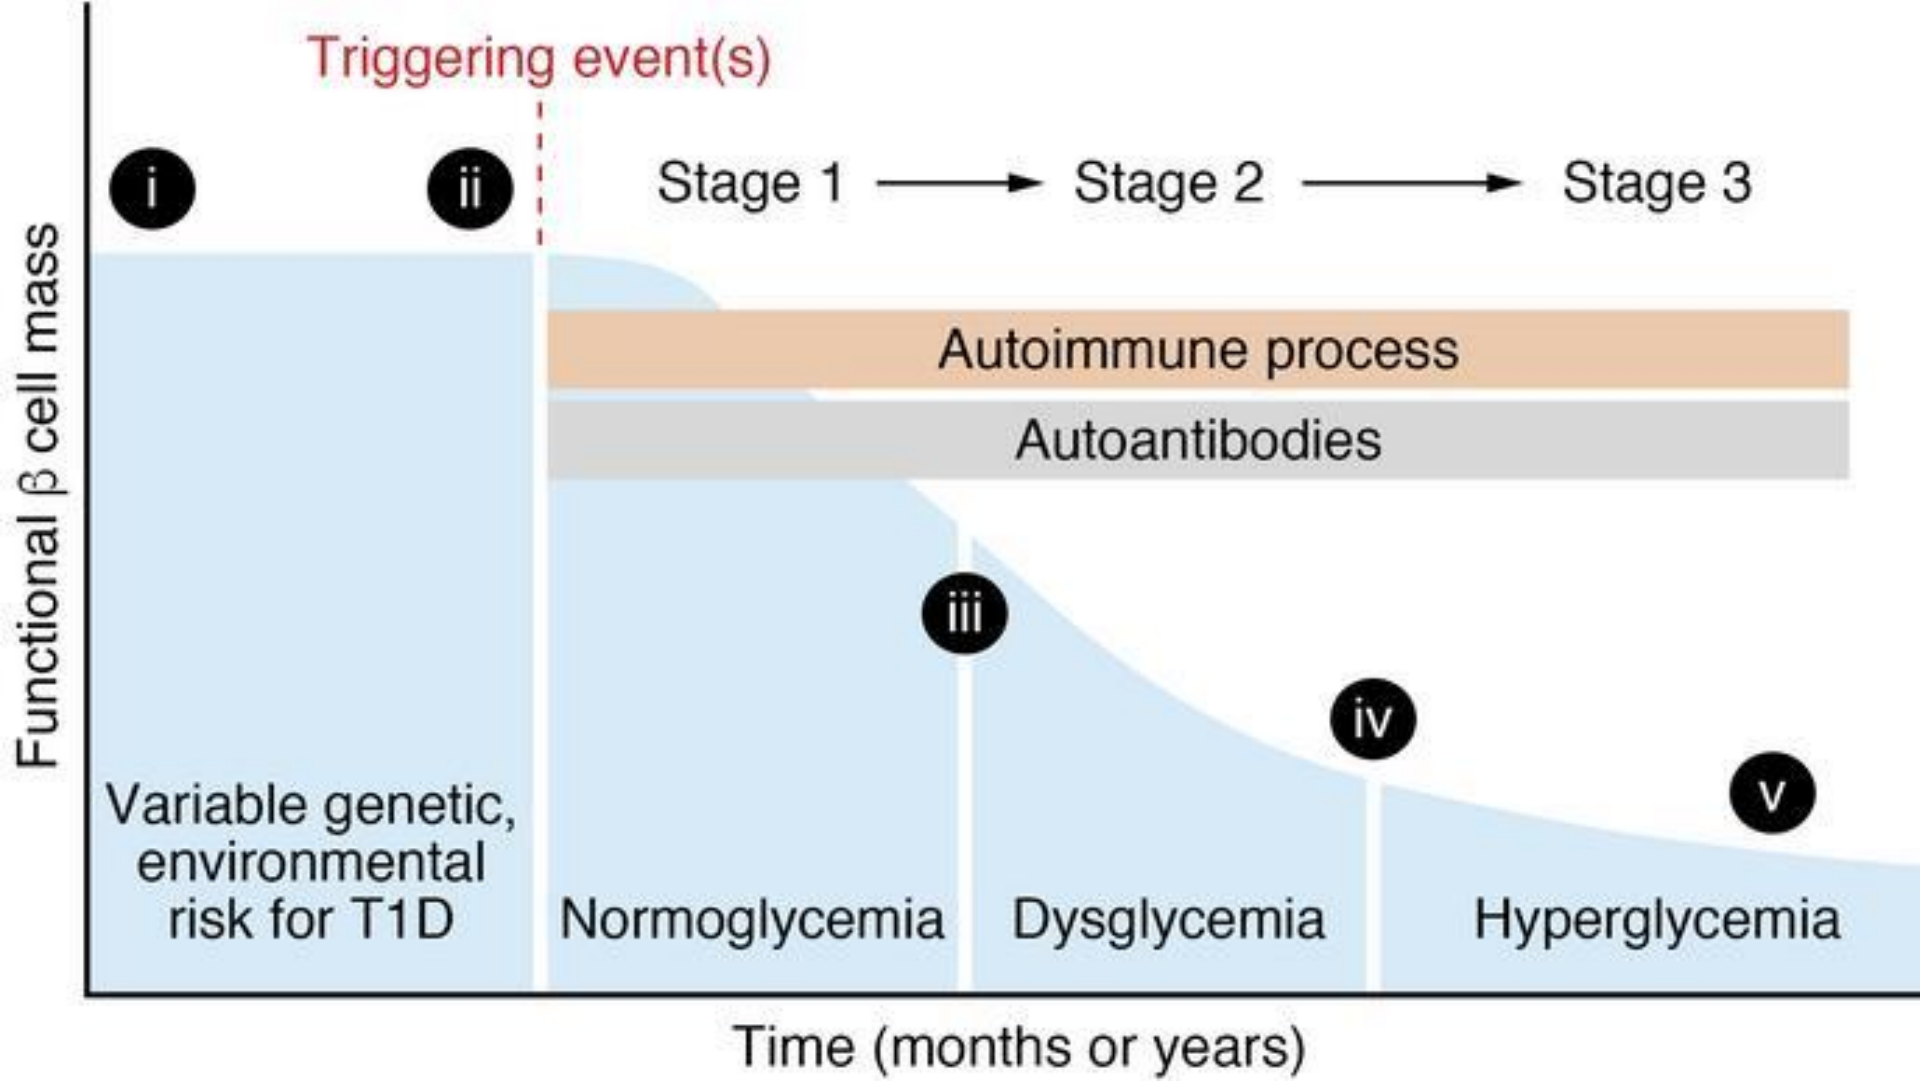 Triggering event(s)
i
ii
Stage 1
Stage 2
Stage 3
Functional β cell mass
Autoimmune process
Autoantibodies
iii
iv
v
Variable genetic,
environmental
risk for T1D
Normoglycemia
Dysglycemia
Hyperglycemia
Time (months or years)